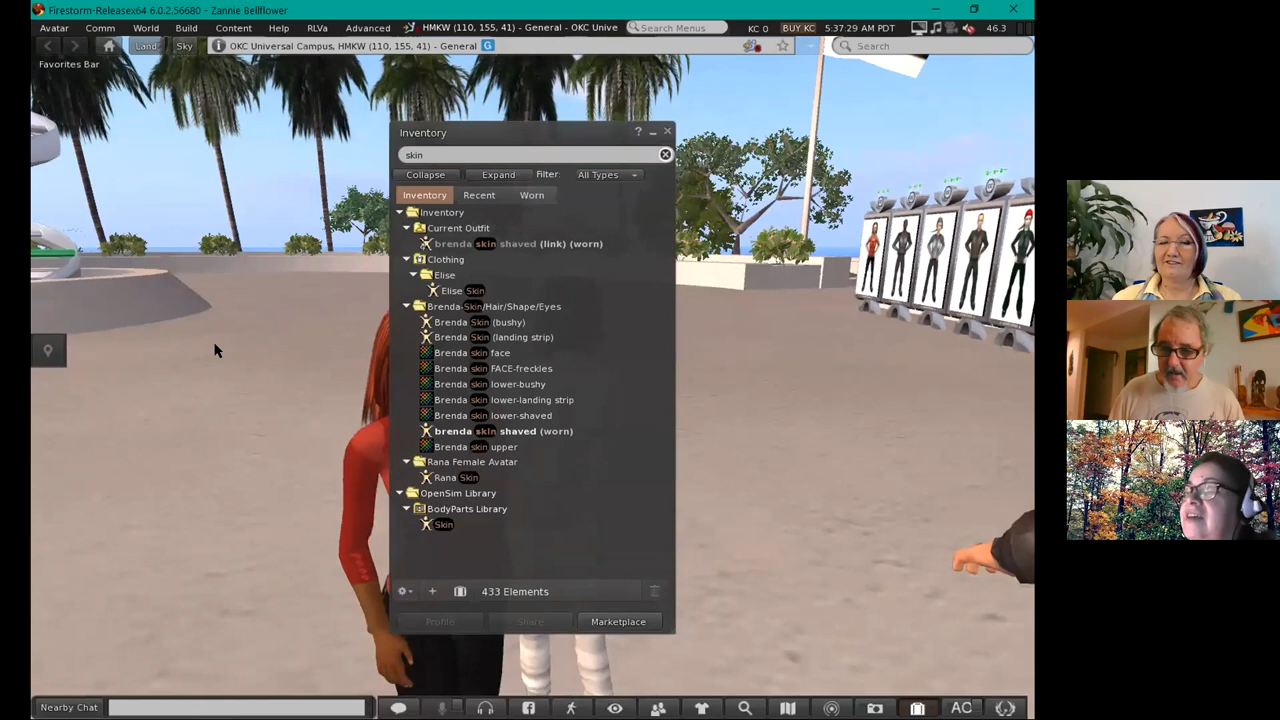 Firestorm-Releasex64 6.0.2.56680 - Zannie Bellflower
Avatar Comm World Build Content Help RLVa Advanced HMKW (110, 155, 41) - General - OKC Unive Search Menus KC 0 BUY KC 5:37:29 AM PDT 46.3
Land Sky OKC Universal Campus, HMKW (110, 155, 41) - General G Search
Favorites Bar
Inventory ?
skin
Collapse Expand Filter: All Types
Inventory Recent Worn
Inventory
Current Outfit
brenda skin shaved (link) (worn)
Clothing
Elise
Elise Skin
Brenda-Skin/Hair/Shape/Eyes
Brenda Skin (bushy)
Brenda Skin (landing strip)
Brenda skin face
Brenda skin FACE-freckles
Brenda skin lower-bushy
Brenda skin lower-landing strip
Brenda skin lower-shaved
brenda skin shaved (worn)
Brenda skin upper
Rana Female Avatar
Rana Skin
OpenSim Library
BodyParts Library
Skin
433 Elements
Profile Share Marketplace
Nearby Chat AO